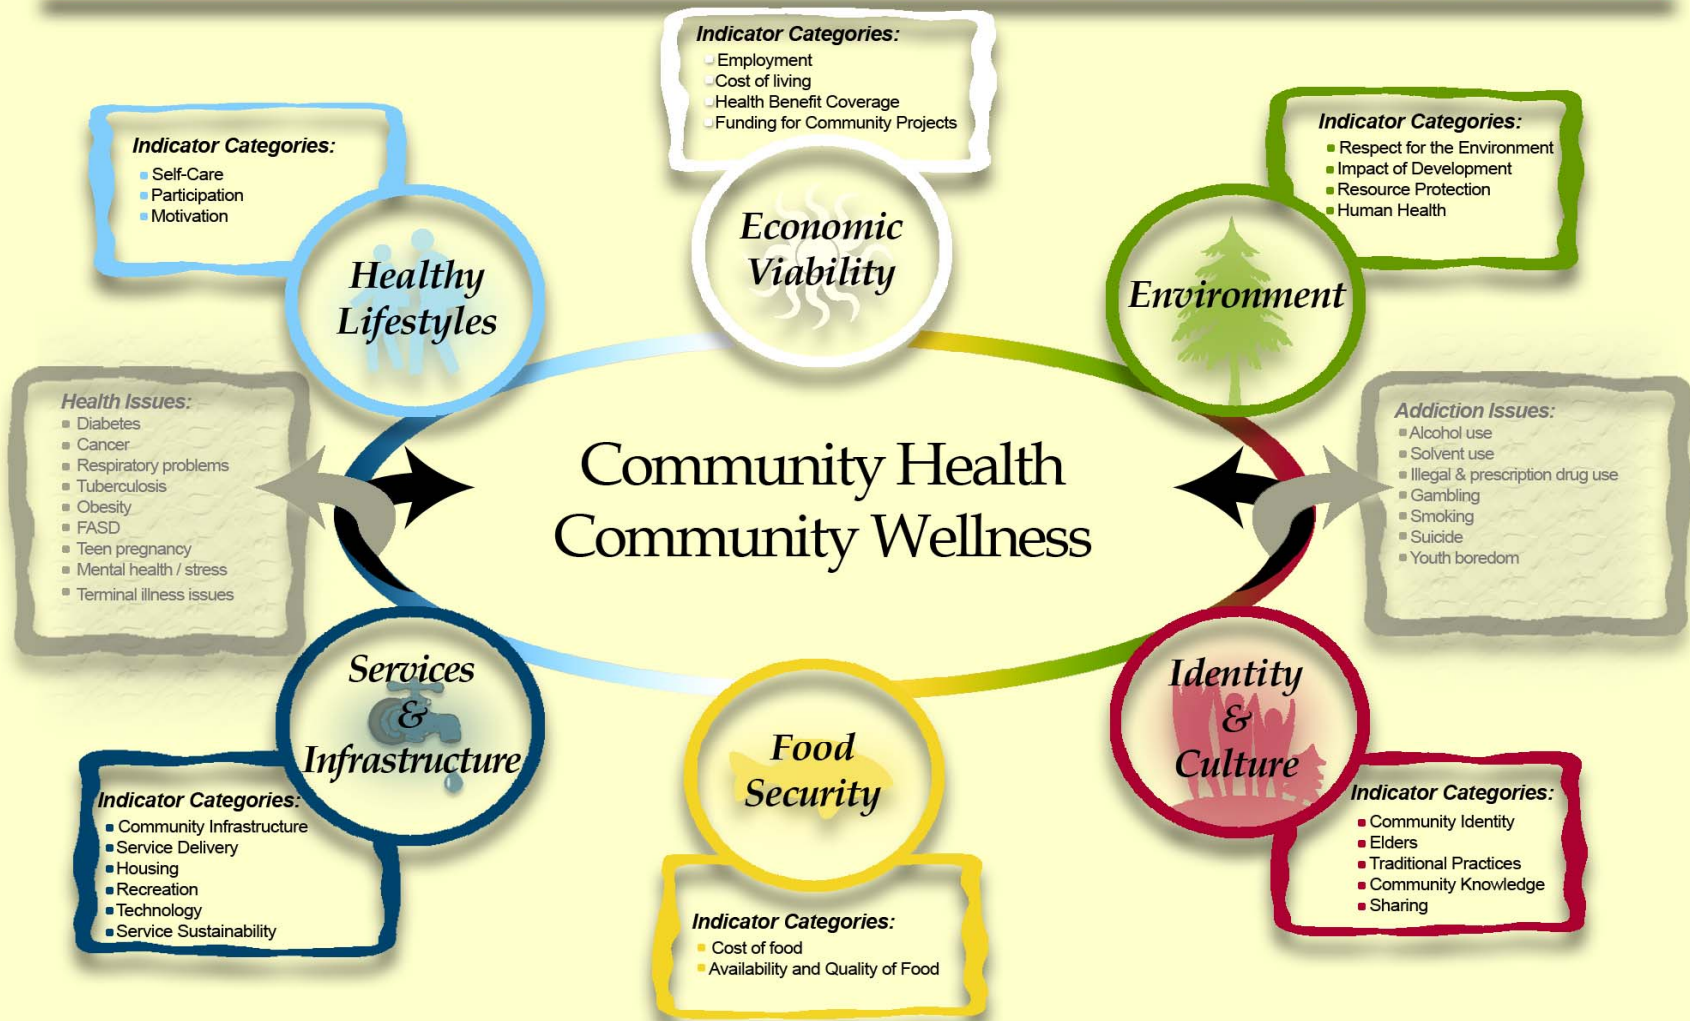 Indicator Categories:
Employment
Cost of living
Health Benefit Coverage
Funding for Community Projects
Economic
Viability
Indicator Categories:
Self-Care
Participation
Motivation
Healthy
Lifestyles
Indicator Categories:
Respect for the Environment
Impact of Development
Resource Protection
Human Health
Environment
Health Issues:
Diabetes
Cancer
Respiratory problems
Tuberculosis
Obesity
FASD
Teen pregnancy
Mental health / stress
Terminal illness issues
Community Health
Community Wellness
Addiction Issues:
Alcohol use
Solvent use
Illegal & prescription drug use
Gambling
Smoking
Suicide
Youth boredom
Services
&
Infrastructure
Indicator Categories:
Community Infrastructure
Service Delivery
Housing
Recreation
Technology
Service Sustainability
Food
Security
Indicator Categories:
Cost of food
Availability and Quality of Food
Identity
&
Culture
Indicator Categories:
Community Identity
Elders
Traditional Practices
Community Knowledge
Sharing